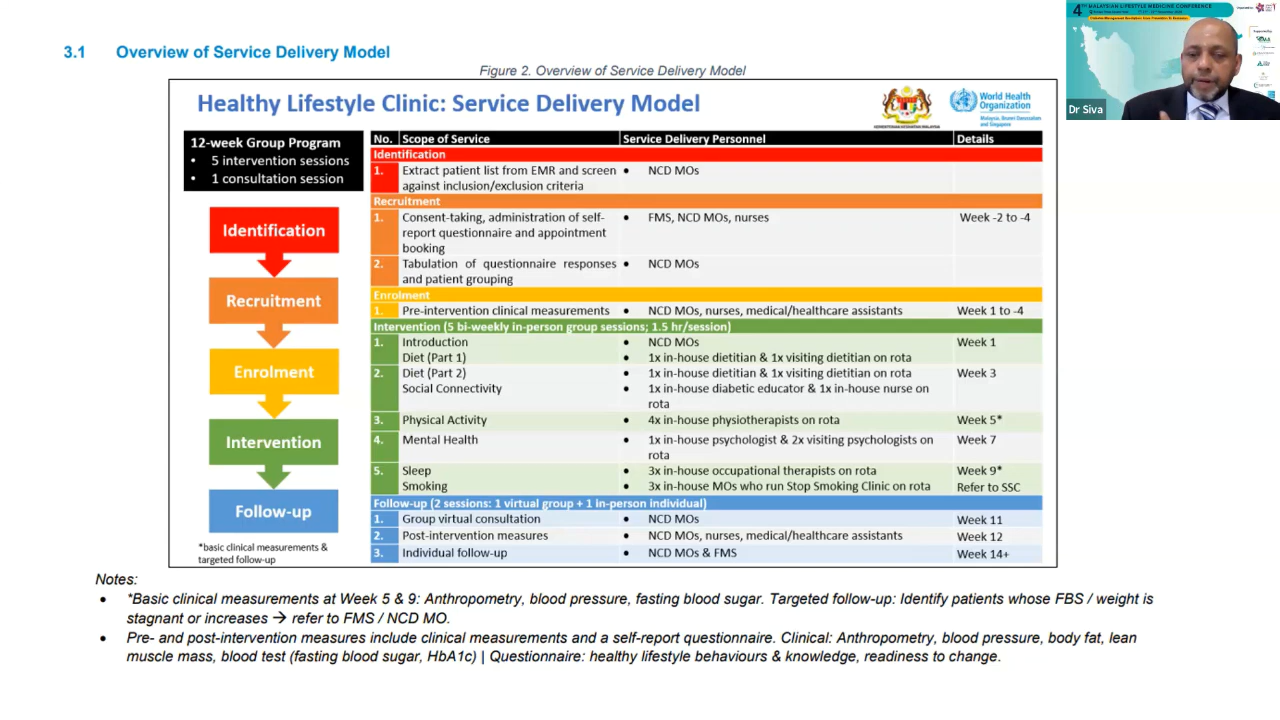 3.1 Overview of Service Delivery Model
Figure 2. Overview of Service Delivery Model
Healthy Lifestyle Clinic: Service Delivery Model
World Health
Organization
12-week Group Program
• 5 intervention sessions
• 1 consultation session
Identification
Recruitment
Enrolment
Intervention
Follow-up
*basic clinical measurements &
targeted follow-up
No. Scope of Service Service Delivery Personnel Details
Identification
1. Extract patient list from EMR and screen • NCD MOs
against inclusion/exclusion criteria
Recruitment
1. Consent-taking, administration of self- • FMS, NCD MOs, nurses Week -2 to -4
report questionnaire and appointment
booking
2. Tabulation of questionnaire responses • NCD MOs
and patient grouping
Enrolment
1. Pre-intervention clinical measurements • NCD MOs, nurses, medical/healthcare assistants Week 1 to -4
Intervention (5 bi-weekly in-person group sessions; 1.5 hr/session)
1. Introduction • NCD MOs Week 1
Diet (Part 1) • 1x in-house dietitian & 1x visiting dietitian on rota
2. Diet (Part 2) • 1x in-house dietitian & 1x visiting dietitian on rota Week 3
Social Connectivity • 1x in-house diabetic educator & 1x in-house nurse on
rota
3. Physical Activity • 4x in-house physiotherapists on rota Week 5*
4. Mental Health • 1x in-house psychologist & 2x visiting psychologists on Week 7
rota
5. Sleep • 3x in-house occupational therapists on rota Week 9*
Smoking • 3x in-house MOs who run Stop Smoking Clinic on rota Refer to SSC
Follow-up (2 sessions: 1 virtual group + 1 in-person individual)
1. Group virtual consultation • NCD MOs Week 11
2. Post-intervention measures • NCD MOs, nurses, medical/healthcare assistants Week 12
3. Individual follow-up • NCD MOs & FMS Week 14+
Notes:
• *Basic clinical measurements at Week 5 & 9: Anthropometry, blood pressure, fasting blood sugar. Targeted follow-up: Identify patients whose FBS / weight is
stagnant or increases → refer to FMS / NCD MO.
• Pre- and post-intervention measures include clinical measurements and a self-report questionnaire. Clinical: Anthropometry, blood pressure, body fat, lean
muscle mass, blood test (fasting blood sugar, HbA1c) | Questionnaire: healthy lifestyle behaviours & knowledge, readiness to change.
4TH MALAYSIAN LIFESTYLE MEDICINE CONFERENCE
Dr Siva